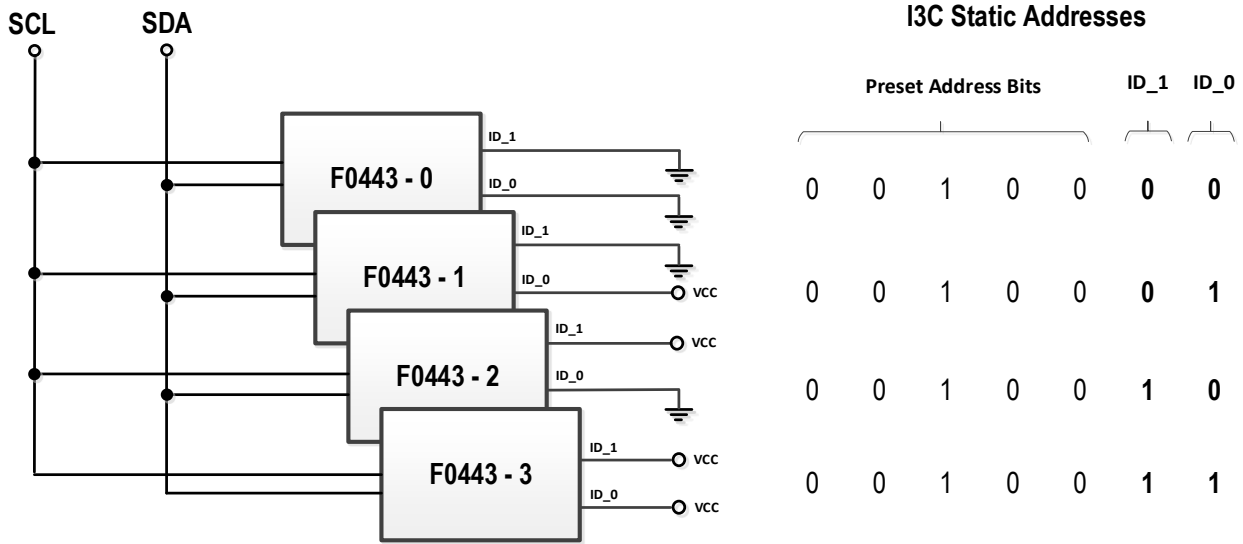 SCL SDA
I3C Static Addresses
Preset Address Bits ID_1 ID_0
F0443 - 0
ID_1
ID_0
0 0 1 0 0 0 0
F0443 - 1
ID_1
ID_0 VCC
0 0 1 0 0 0 1
F0443 - 2
ID_1 VCC
ID_0
0 0 1 0 0 1 0
F0443 - 3
ID_1 VCC
ID_0 VCC
0 0 1 0 0 1 1